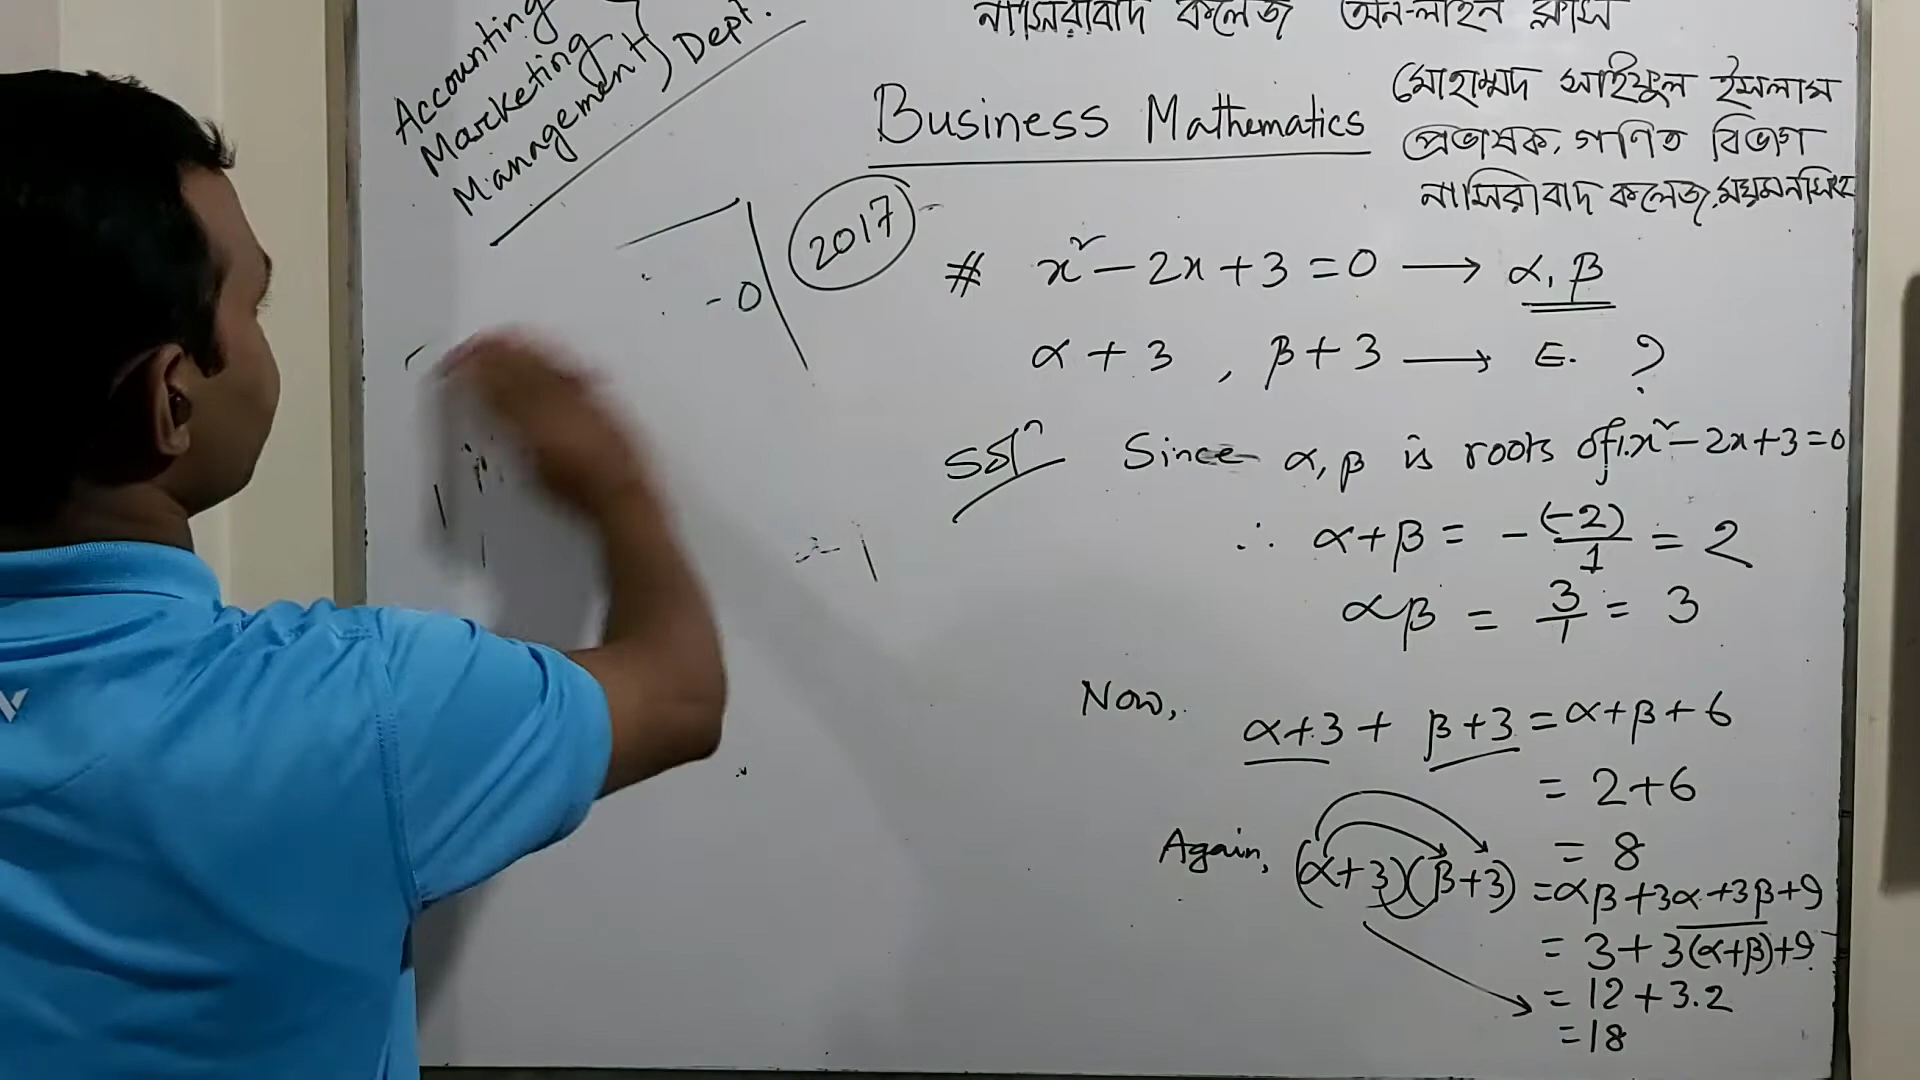 Accounting
Marketing
Management } Dept.
নাসিরাবাদ কলেজ অন-লাইন ক্লাস
Business Mathematics
মোহাম্মদ সাইফুল ইসলাম
প্রভাষক, গণিত বিভাগ
নাসিরাবাদ কলেজ, ময়মনসিংহ
2017
# x² - 2x + 3 = 0 → α, β
α + 3 , β + 3 → E. ?
Solⁿ Since α, β is roots of 1.x² - 2x + 3 = 0
∴ α + β = - (-2)/1 = 2
αβ = 3/1 = 3
Now, α+3 + β+3 = α+β+6
= 2+6
= 8
Again, (α+3)(β+3) = αβ+3α+3β+9
= 3+3(α+β)+9
= 12+3.2
= 18